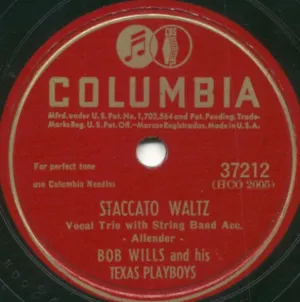 COLUMBIA
Mfrd. under U.S. Pat. No. 1,702,564 and Pat. Pending. Trade-
Marks Reg. U.S. Pat. Off.-Marcas Registradas. Made in U.S.A.
For perfect tone
use Columbia Needles
37212
(HCO 2005)
STACCATO WALTZ
Vocal Trio with String Band Acc.
- Allender -
BOB WILLS and his
TEXAS PLAYBOYS